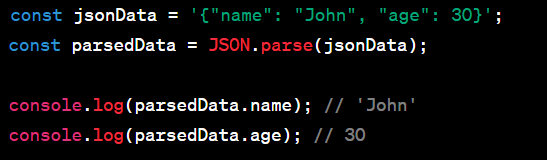 const jsonData = '{"name": "John", "age": 30}';
const parsedData = JSON.parse(jsonData);
console.log(parsedData.name); // 'John'
console.log(parsedData.age); // 30